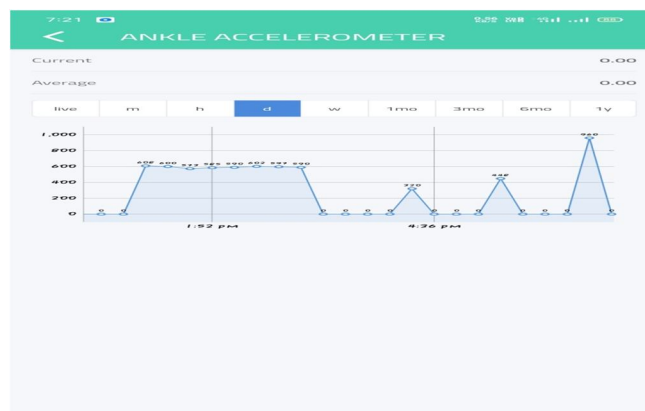 7:21
ANKLE ACCELEROMETER
Current 0.00
Average 0.00
live m h d w 1mo 3mo 6mo 1y
1,000
800
600
400
200
0
0 0 608 600 573 585 590 602 597 590 0 0 0 0 320 0 0 0 448 0 0 0 960 0
1:52 PM 4:36 PM